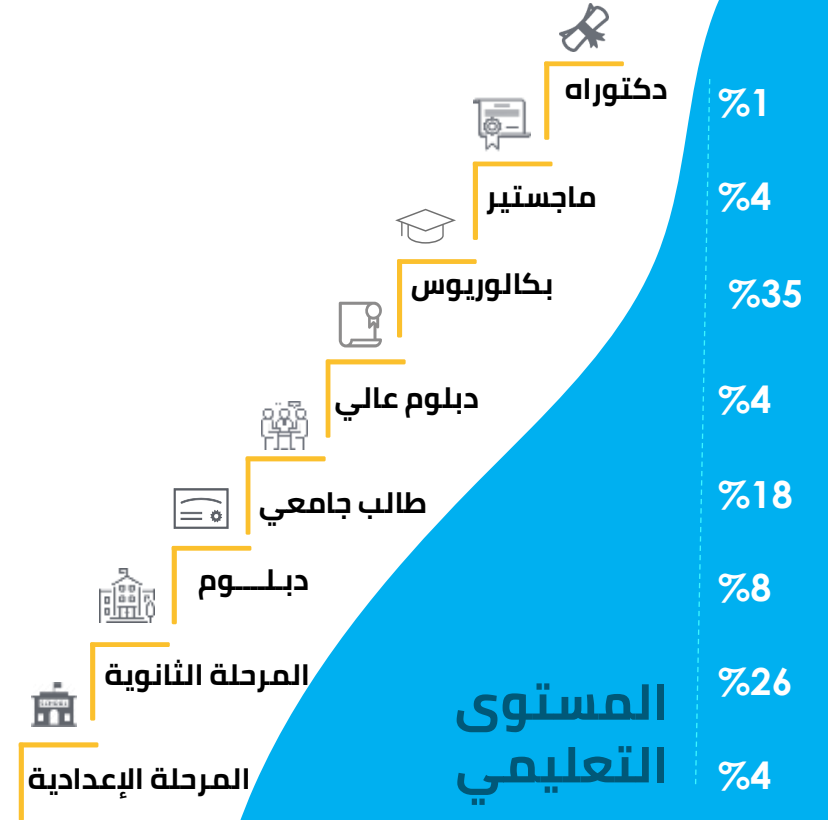 دكتوراه
%1
ماجستير
%4
بكالوريوس
%35
دبلوم عالي
%4
طالب جامعي
%18
دبلـــوم
%8
المرحلة الثانوية
%26
المرحلة الإعدادية
%4
المستوى
التعليمي